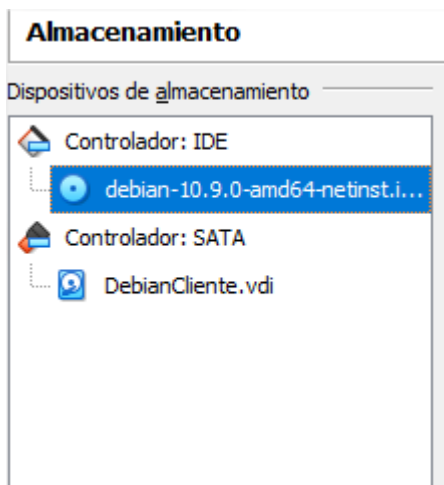 Almacenamiento
Dispositivos de almacenamiento
Controlador: IDE
debian-10.9.0-amd64-netinst.i...
Controlador: SATA
DebianCliente.vdi